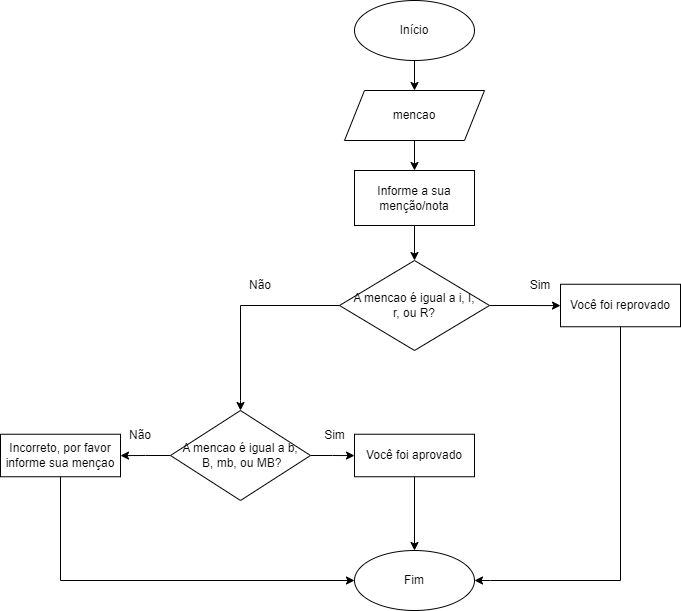 Início
mencao
Informe a sua
menção/nota
Não
Sim
A mencao é igual a i, I,
r, ou R?
Você foi reprovado
Não
Sim
Incorreto, por favor
informe sua mençao
A mencao é igual a b,
B, mb, ou MB?
Você foi aprovado
Fim